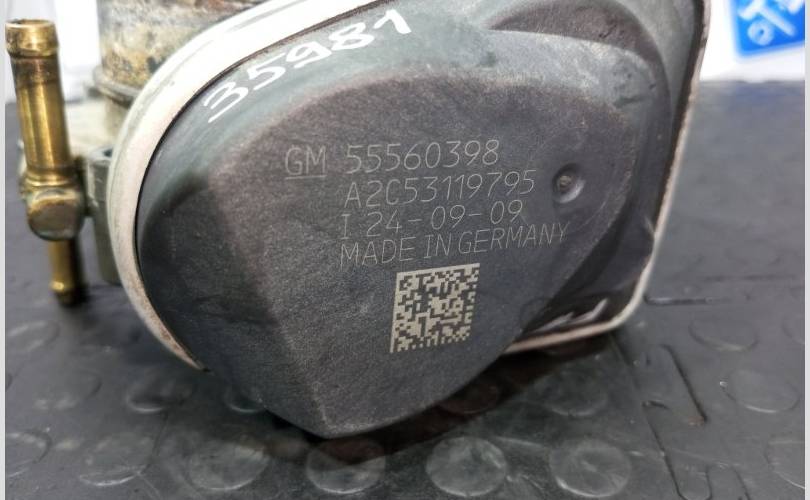 35981
GM 55560398
A2C53119795
I 24-09-09
MADE IN GERMANY